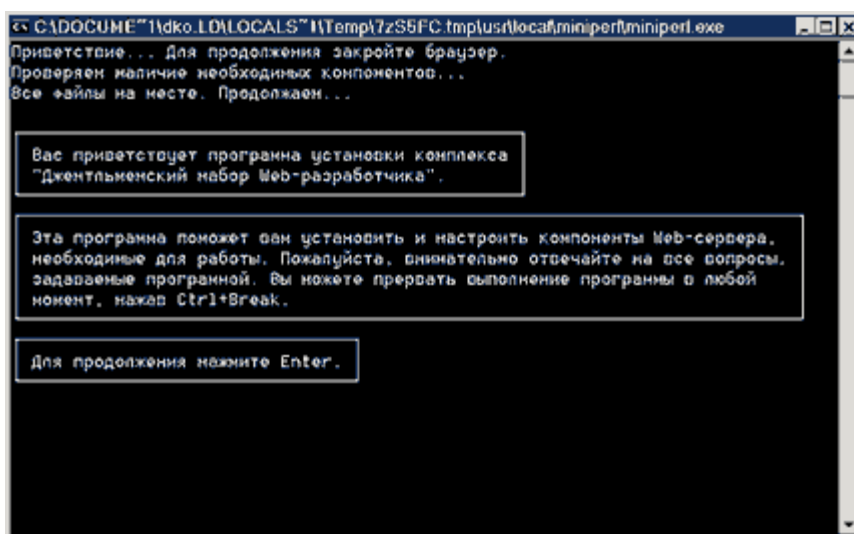 C:\DOCUME~1\dko.LD\LOCALS~1\Temp\7zS5FC.tmp\usr\local\miniperl\miniperl.exe
Приветствие... Для продолжения закройте браузер.
Проверяем наличие необходимых компонентов...
Все файлы на месте. Продолжаем...
Вас приветствует программа установки комплекса
"Джентльменский набор Web-разработчика".
Эта программа поможет вам установить и настроить компоненты Web-сервера,
необходимые для работы. Пожалуйста, внимательно отвечайте на все вопросы,
задаваемые программой. Вы можете прервать выполнение программы в любой
момент, нажав Ctrl+Break.
Для продолжения нажмите Enter.